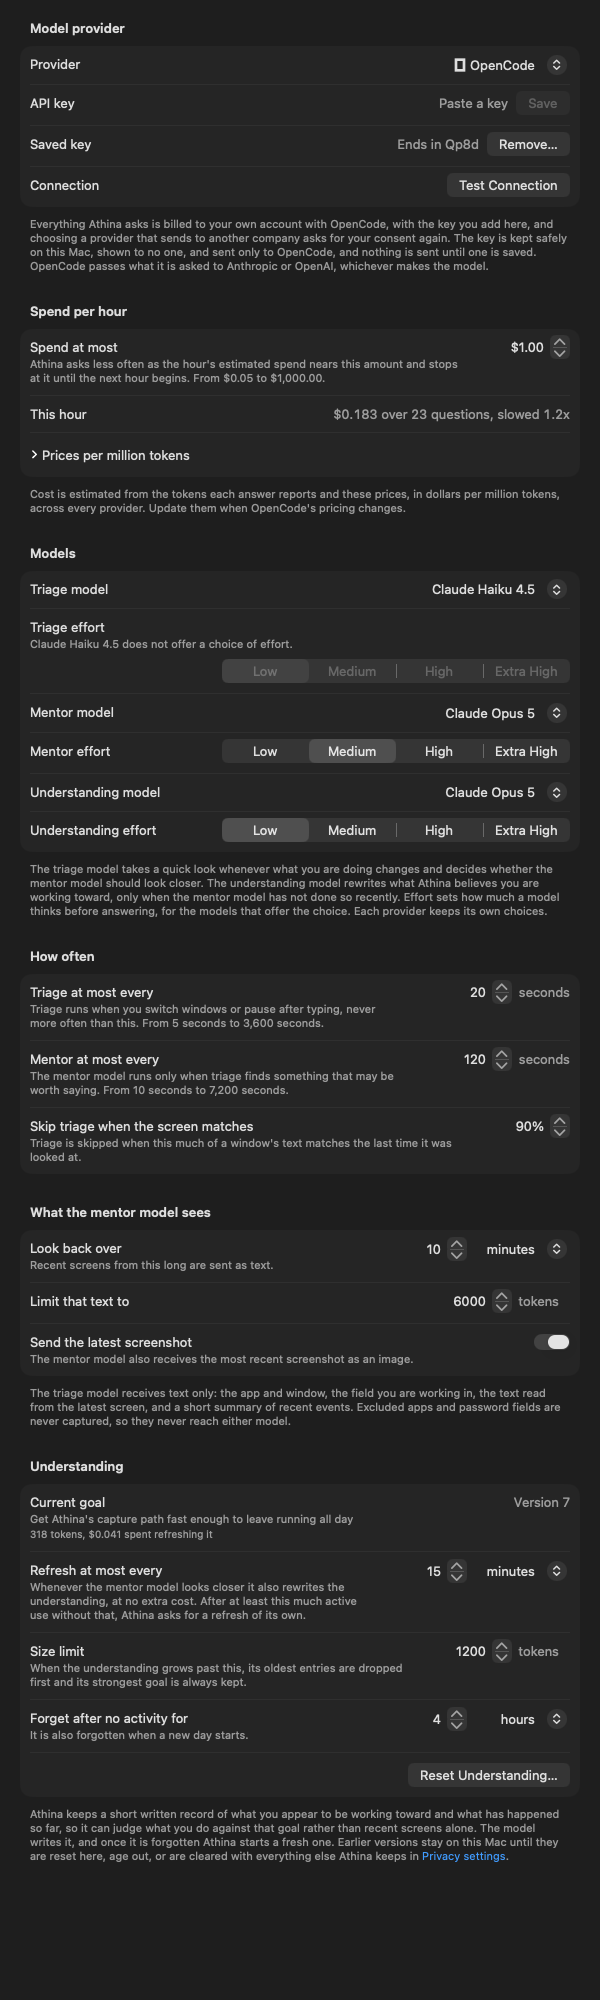 Model provider
Provider
OpenCode
API key
Paste a key
Save
Saved key
Ends in Qp8d
Remove...
Connection
Test Connection
Everything Athina asks is billed to your own account with OpenCode, with the key you add here, and
choosing a provider that sends to another company asks for your consent again. The key is kept safely
on this Mac, shown to no one, and sent only to OpenCode, and nothing is sent until one is saved.
OpenCode passes what it is asked to Anthropic or OpenAI, whichever makes the model.
Spend per hour
Spend at most
$1.00
Athina asks less often as the hour's estimated spend nears this amount and stops
at it until the next hour begins. From $0.05 to $1,000.00.
This hour
$0.183 over 23 questions, slowed 1.2x
Prices per million tokens
Cost is estimated from the tokens each answer reports and these prices, in dollars per million tokens,
across every provider. Update them when OpenCode's pricing changes.
Models
Triage model
Claude Haiku 4.5
Triage effort
Claude Haiku 4.5 does not offer a choice of effort.
Low Medium High Extra High
Mentor model
Claude Opus 5
Mentor effort
Low Medium High Extra High
Understanding model
Claude Opus 5
Understanding effort
Low Medium High Extra High
The triage model takes a quick look whenever what you are doing changes and decides whether the
mentor model should look closer. The understanding model rewrites what Athina believes you are
working toward, only when the mentor model has not done so recently. Effort sets how much a model
thinks before answering, for the models that offer the choice. Each provider keeps its own choices.
How often
Triage at most every
20 seconds
Triage runs when you switch windows or pause after typing, never
more often than this. From 5 seconds to 3,600 seconds.
Mentor at most every
120 seconds
The mentor model runs only when triage finds something that may be
worth saying. From 10 seconds to 7,200 seconds.
Skip triage when the screen matches
90%
Triage is skipped when this much of a window's text matches the last time it was
looked at.
What the mentor model sees
Look back over
10 minutes
Recent screens from this long are sent as text.
Limit that text to
6000 tokens
Send the latest screenshot
The mentor model also receives the most recent screenshot as an image.
The triage model receives text only: the app and window, the field you are working in, the text read
from the latest screen, and a short summary of recent events. Excluded apps and password fields are
never captured, so they never reach either model.
Understanding
Current goal
Version 7
Get Athina's capture path fast enough to leave running all day
318 tokens, $0.041 spent refreshing it
Refresh at most every
15 minutes
Whenever the mentor model looks closer it also rewrites the
understanding, at no extra cost. After at least this much active
use without that, Athina asks for a refresh of its own.
Size limit
1200 tokens
When the understanding grows past this, its oldest entries are dropped
first and its strongest goal is always kept.
Forget after no activity for
4 hours
It is also forgotten when a new day starts.
Reset Understanding...
Athina keeps a short written record of what you appear to be working toward and what has happened
so far, so it can judge what you do against that goal rather than recent screens alone. The model
writes it, and once it is forgotten Athina starts a fresh one. Earlier versions stay on this Mac until they
are reset here, age out, or are cleared with everything else Athina keeps in Privacy settings.